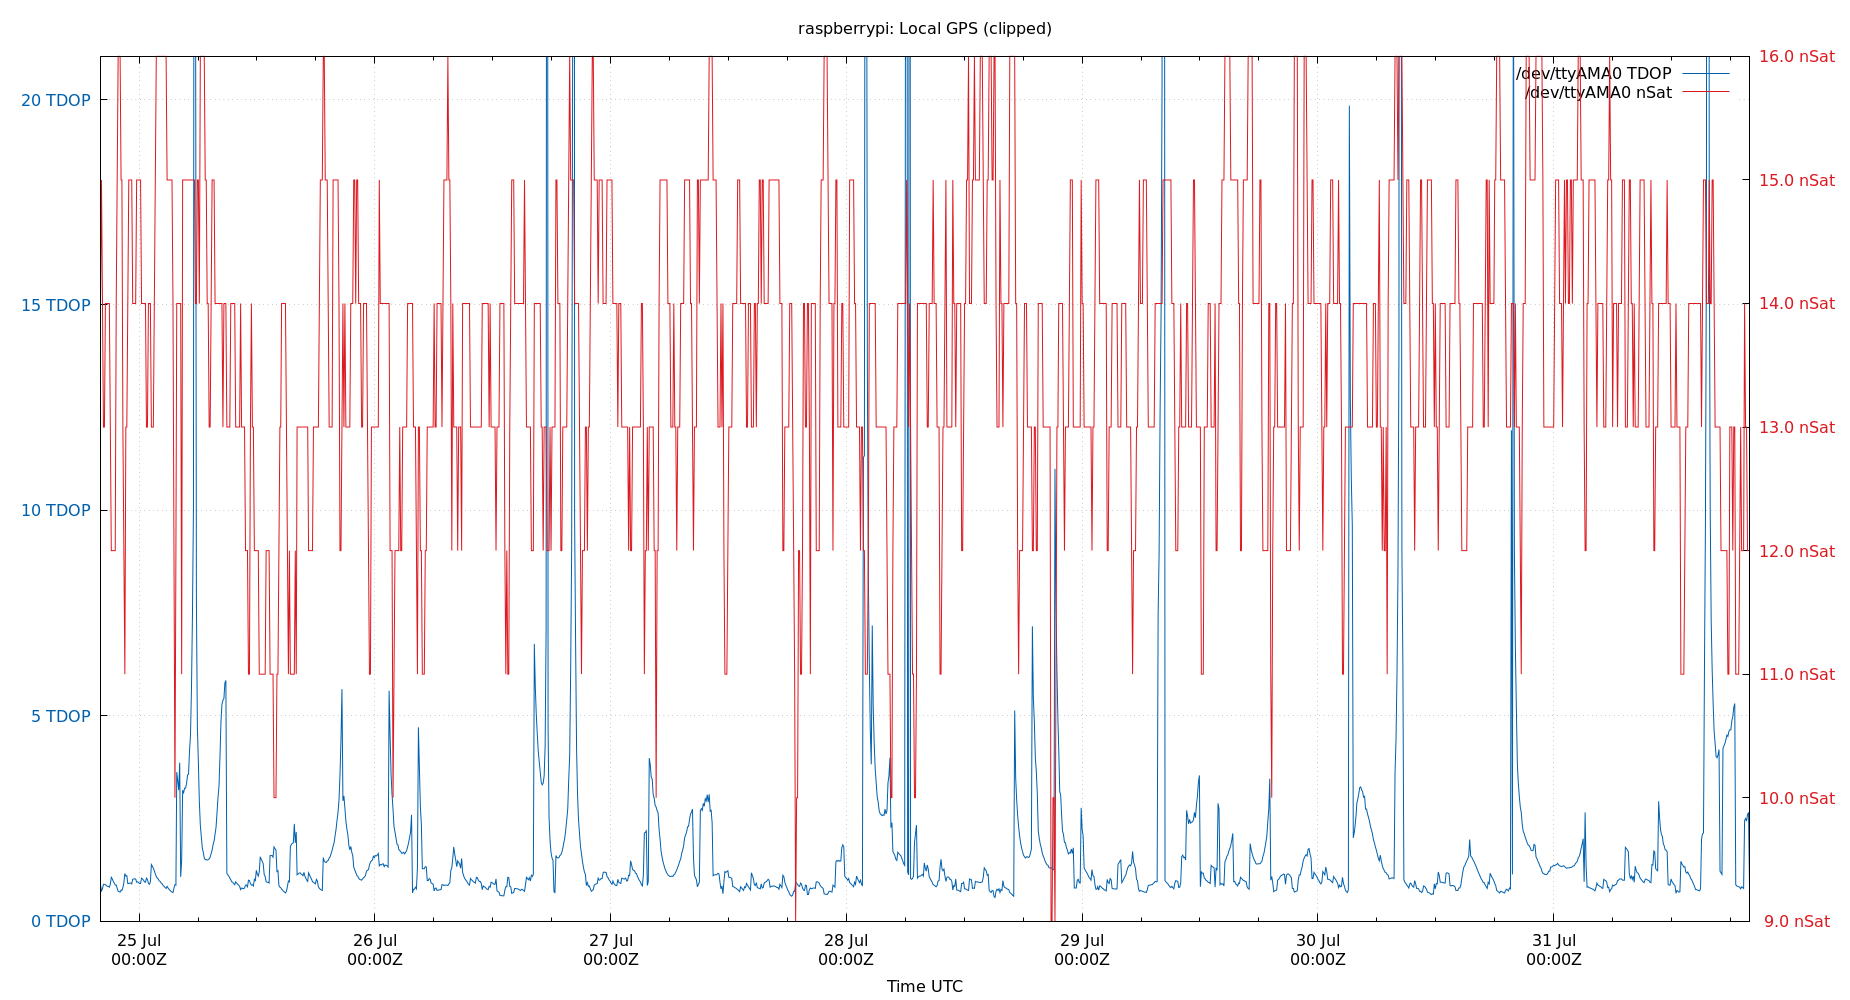 raspberrypi: Local GPS (clipped)
/dev/ttyAMA0 TDOP
/dev/ttyAMA0 nSat
20 TDOP
15 TDOP
10 TDOP
5 TDOP
0 TDOP
16.0 nSat
15.0 nSat
14.0 nSat
13.0 nSat
12.0 nSat
11.0 nSat
10.0 nSat
9.0 nSat
25 Jul
00:00Z
26 Jul
00:00Z
27 Jul
00:00Z
28 Jul
00:00Z
29 Jul
00:00Z
30 Jul
00:00Z
31 Jul
00:00Z
Time UTC